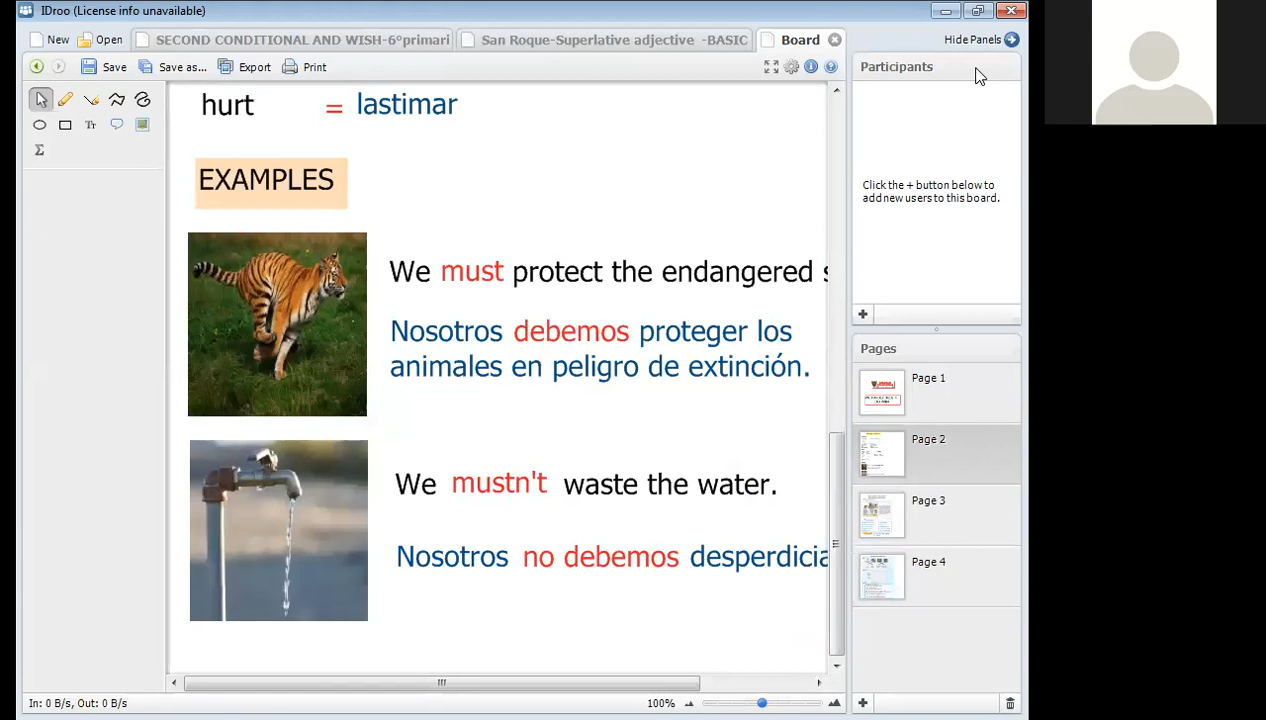 IDroo (License info unavailable)
New Open SECOND CONDITIONAL AND WISH-6°primari San Roque-Superlative adjective -BASIC Board Hide Panels
Save Save as... Export Print
Participants
Click the + button below to
add new users to this board.
Tт
Σ
hurt = lastimar
EXAMPLES
We must protect the endangered s
Nosotros debemos proteger los
animales en peligro de extinción.
We mustn't waste the water.
Nosotros no debemos desperdicia
Pages
Page 1
Page 2
Page 3
Page 4
In: 0 B/s, Out: 0 B/s 100%